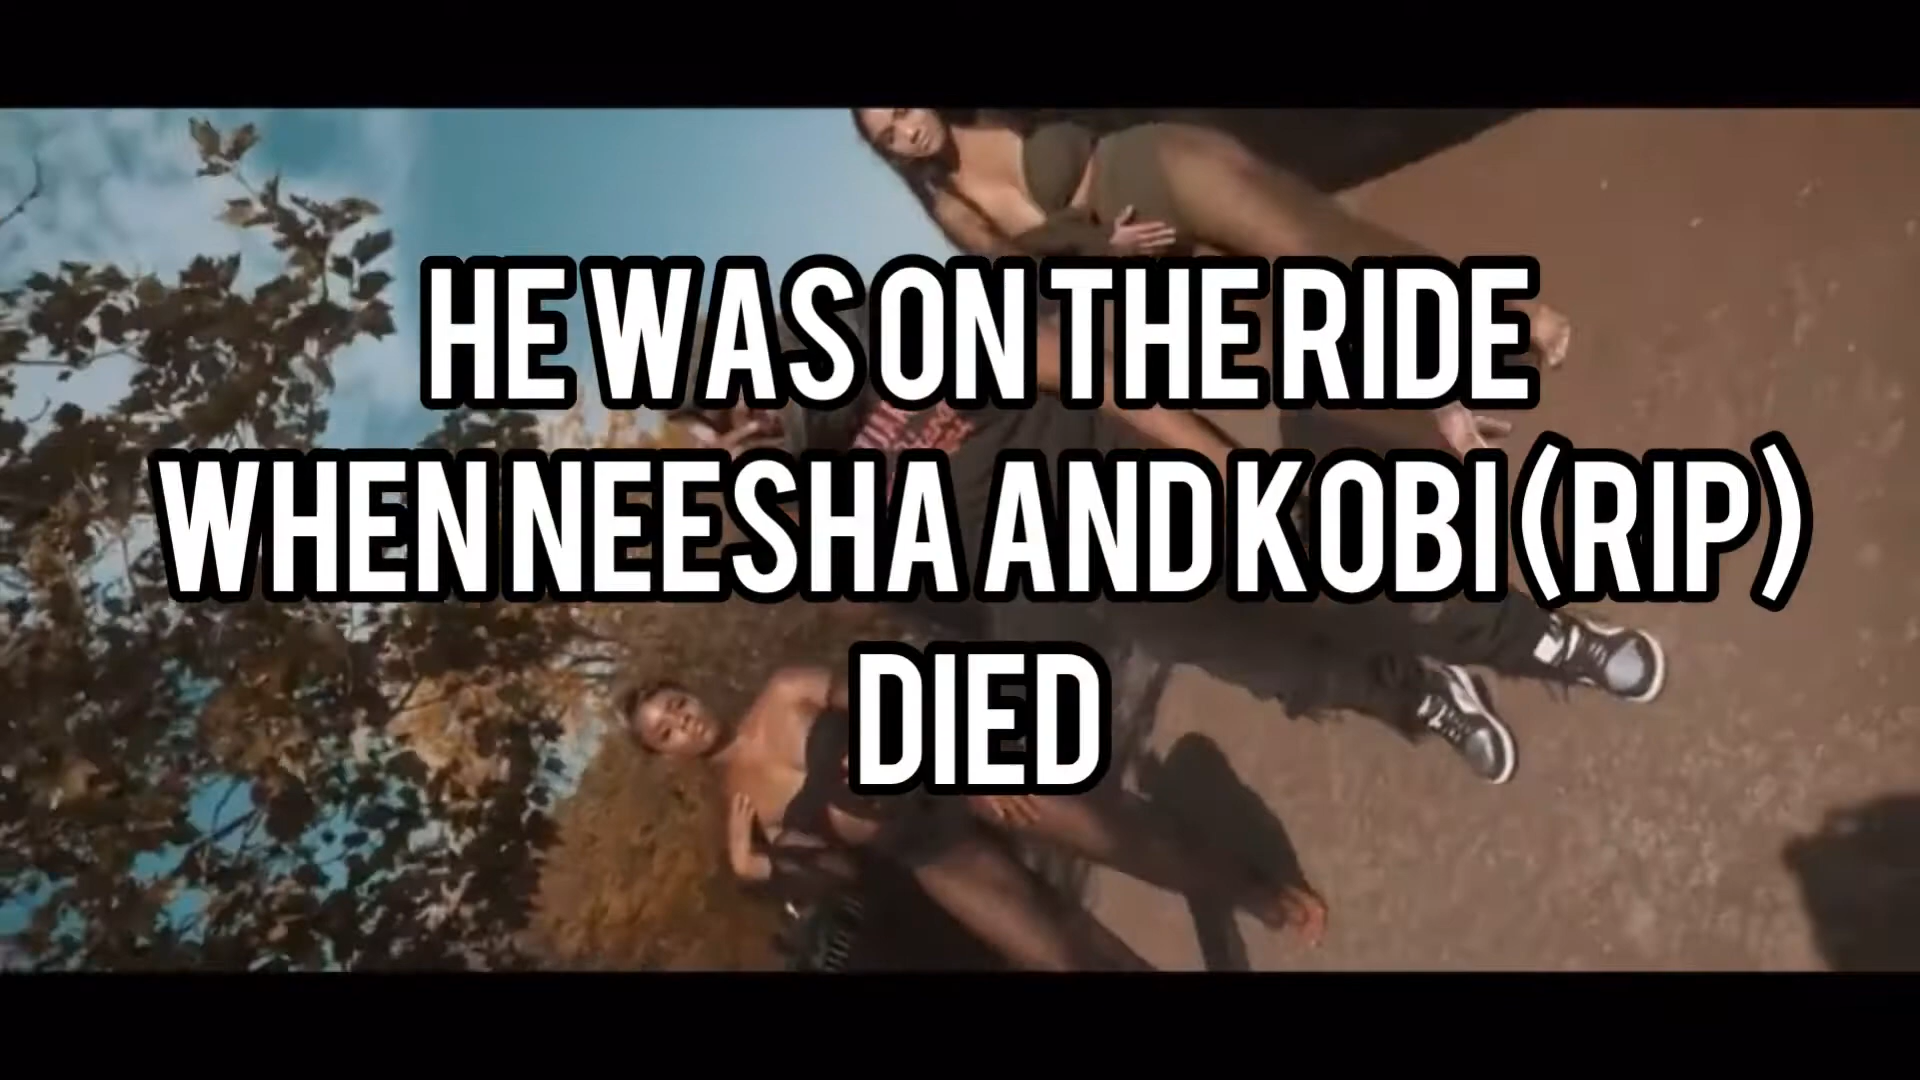 HE WAS ON THE RIDE
WHEN NEESHA AND KOBI (RIP)
DIED